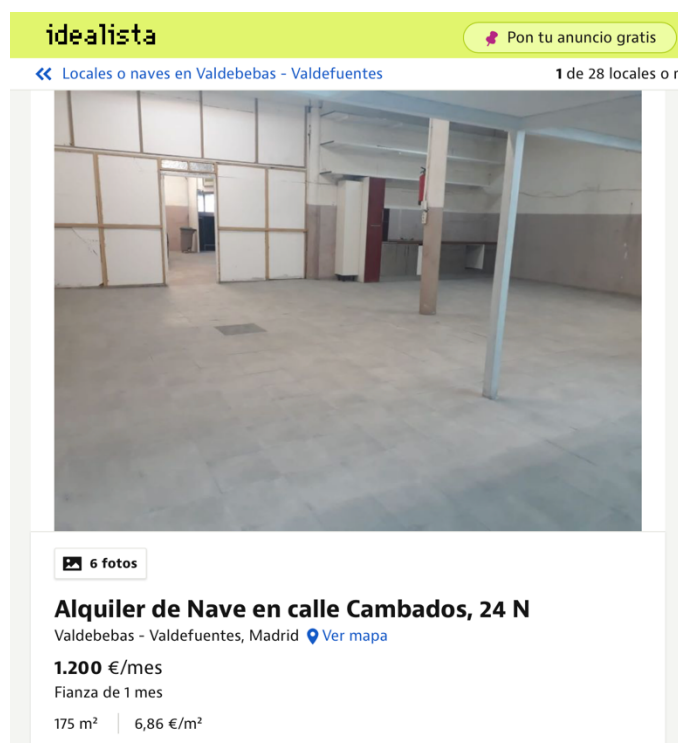 idealista
Pon tu anuncio gratis
Locales o naves en Valdebebas - Valdefuentes
1 de 28 locales o
6 fotos
Alquiler de Nave en calle Cambados, 24 N
Valdebebas - Valdefuentes, Madrid Ver mapa
1.200 €/mes
Fianza de 1 mes
175 m² 6,86 €/m²